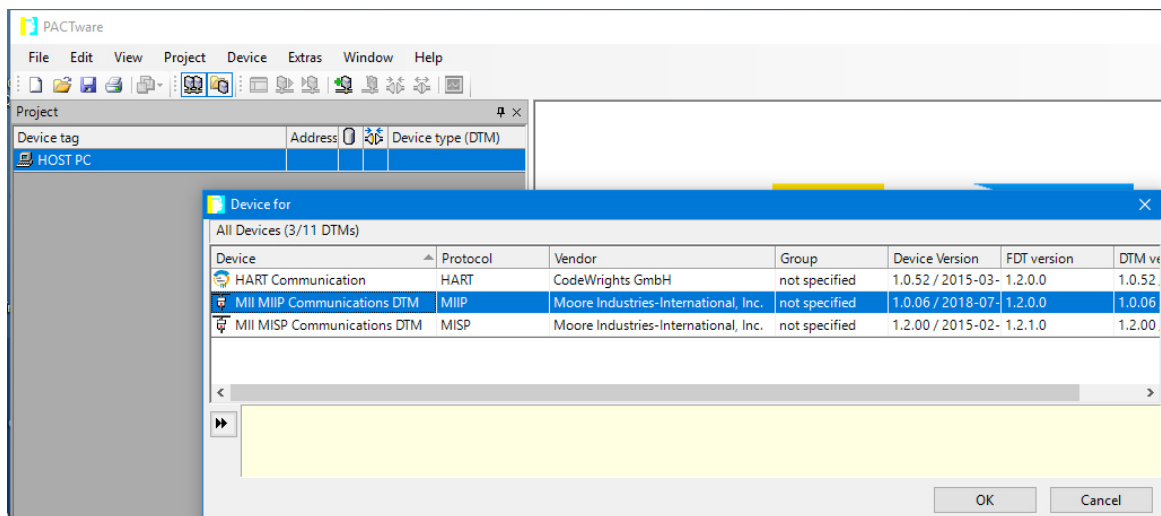 PACTware
File Edit View Project Device Extras Window Help
Project
Device tag Address Device type (DTM)
HOST PC
Device for
All Devices (3/11 DTMs)
Device Protocol Vendor Group Device Version FDT version DTM ve
HART Communication HART CodeWrights GmbH not specified 1.0.52 / 2015-03- 1.2.0.0 1.0.52
MII MIIP Communications DTM MIIP Moore Industries-International, Inc. not specified 1.0.06 / 2018-07- 1.2.0.0 1.0.06
MII MISP Communications DTM MISP Moore Industries-International, Inc. not specified 1.2.00 / 2015-02- 1.2.1.0 1.2.00
OK Cancel